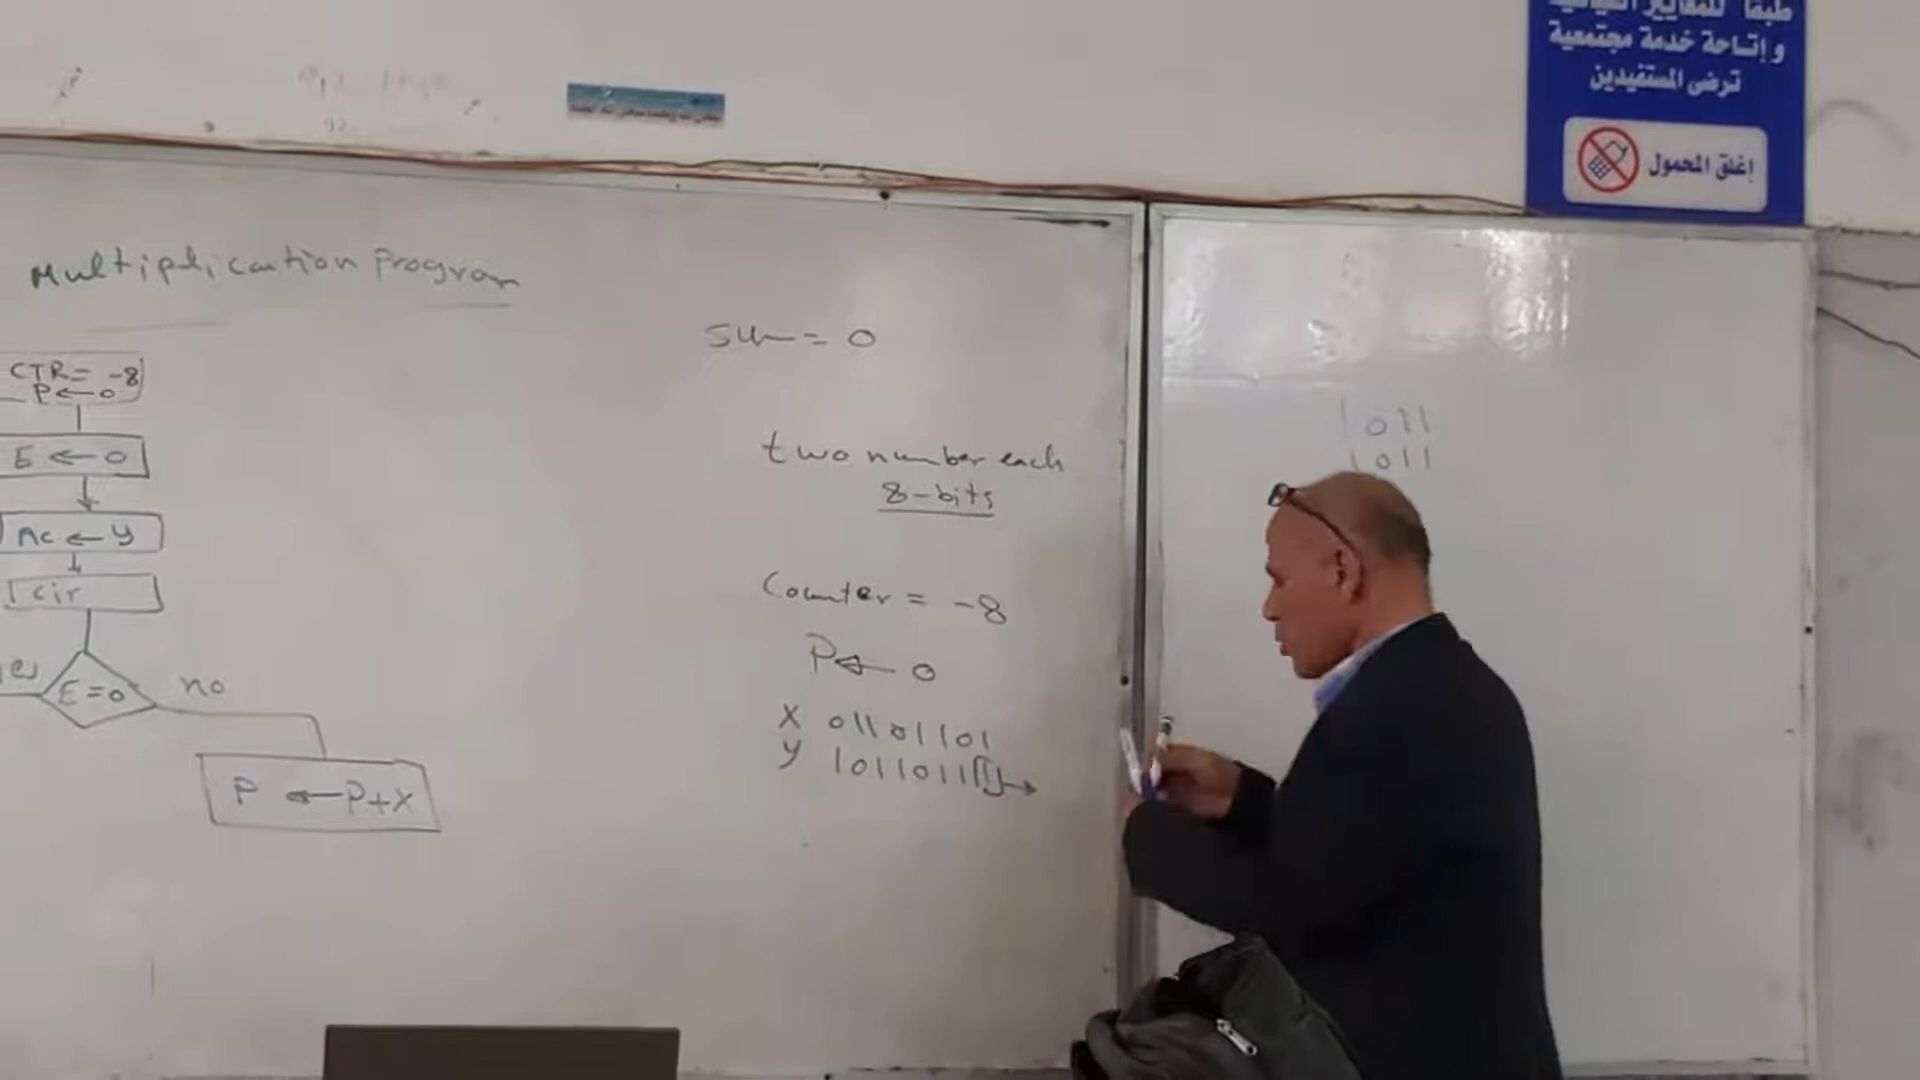 طبقا للمعايير القياسية
و إتاحة خدمة مجتمعية
ترضى المستفيدين
إغلق المحمول
Multiplication Program
CTR= -8
P← 0
E ← 0
AC ← y
cir
E=0
no
P ← P+X
Sum = 0
two number each
8-bits
Counter = -8
P ← 0
X 01101101
y 10110111
1011
1011